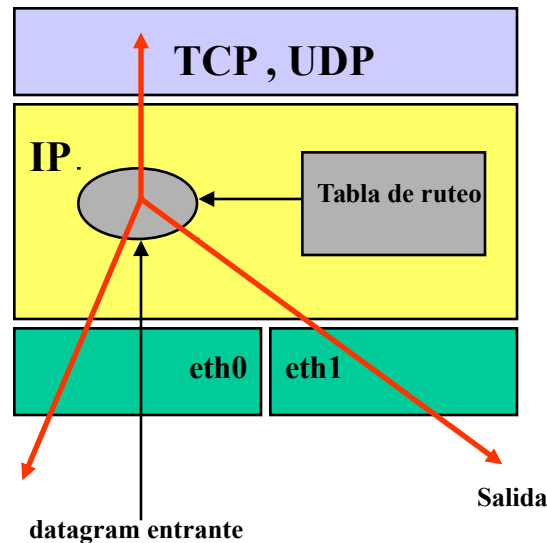 TCP , UDP
IP .
Tabla de ruteo
eth0
eth1
Salida
datagram entrante